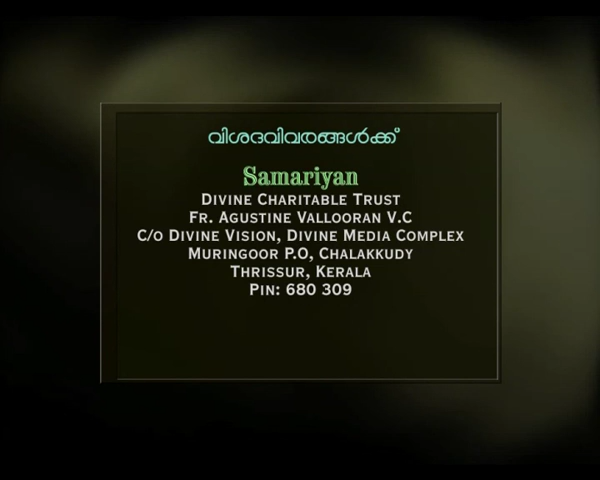 വിശദവിവരങ്ങൾക്ക്
Samariyan
Divine Charitable Trust
Fr. Agustine Vallooran V.C
C/o Divine Vision, Divine Media Complex
Muringoor P.O, Chalakkudy
Thrissur, Kerala
Pin: 680 309